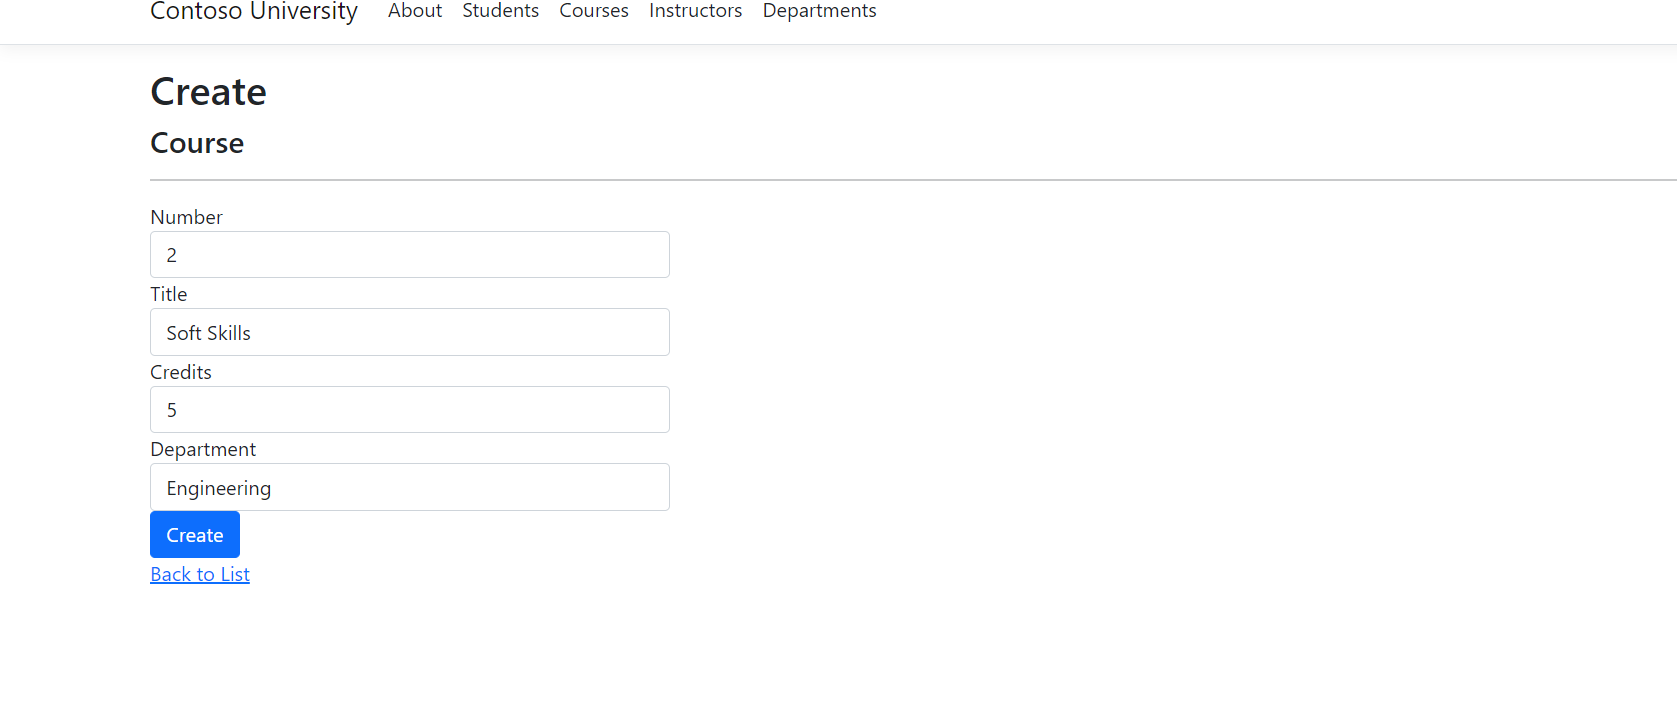 Contoso University About Students Courses Instructors Departments
Create
Course
Number
2
Title
Soft Skills
Credits
5
Department
Engineering
Create
Back to List